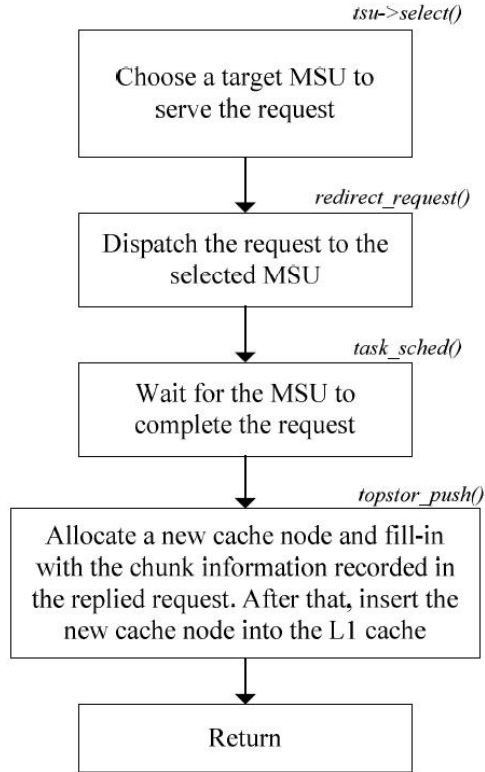 tsu->select()
Choose a target MSU to
serve the request
redirect_request()
Dispatch the request to the
selected MSU
task_sched()
Wait for the MSU to
complete the request
topstor_push()
Allocate a new cache node and fill-in
with the chunk information recorded in
the replied request. After that, insert the
new cache node into the L1 cache
Return